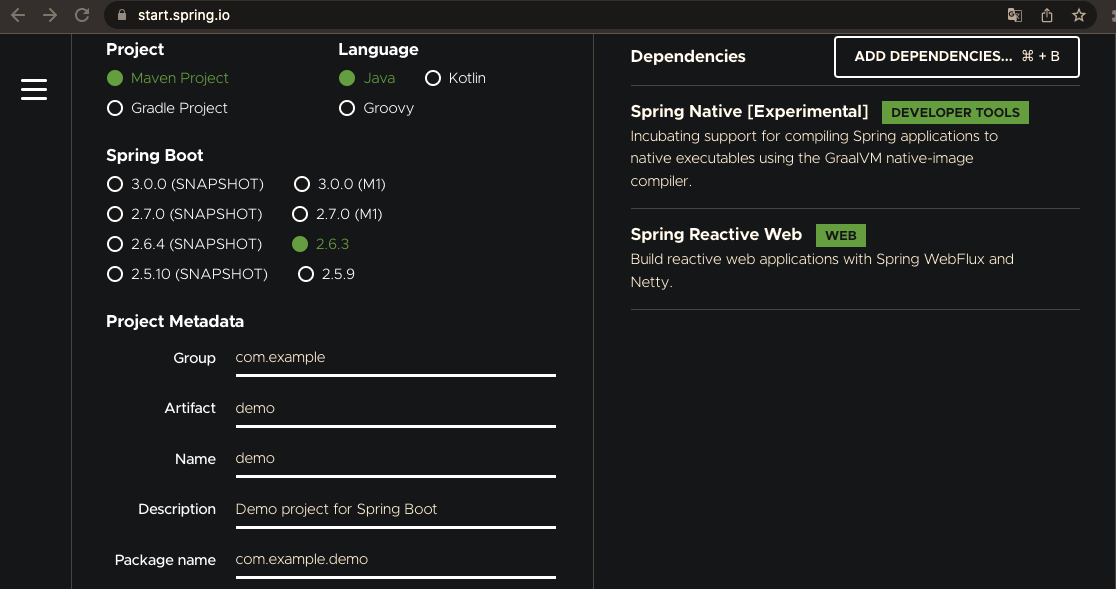 start.spring.io
Project
Language
Maven Project
Java
Kotlin
Gradle Project
Groovy
Spring Boot
3.0.0 (SNAPSHOT)
3.0.0 (M1)
2.7.0 (SNAPSHOT)
2.7.0 (M1)
2.6.4 (SNAPSHOT)
2.6.3
2.5.10 (SNAPSHOT)
2.5.9
Project Metadata
Group
com.example
Artifact
demo
Name
demo
Description
Demo project for Spring Boot
Package name
com.example.demo
Dependencies
ADD DEPENDENCIES... ⌘ + B
Spring Native [Experimental]
DEVELOPER TOOLS
Incubating support for compiling Spring applications to
native executables using the GraalVM native-image
compiler.
Spring Reactive Web
WEB
Build reactive web applications with Spring WebFlux and
Netty.